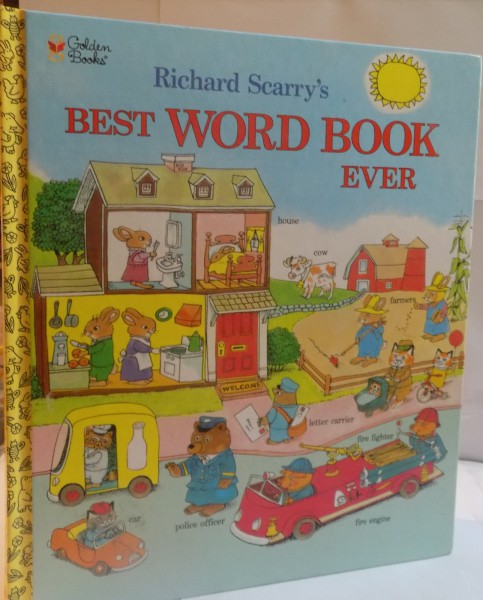 Golden
Books®
Richard Scarry's
BEST WORD BOOK
EVER
house
cow
farmers
WELCOME
letter carrier
fire fighter
car
police officer
fire engine